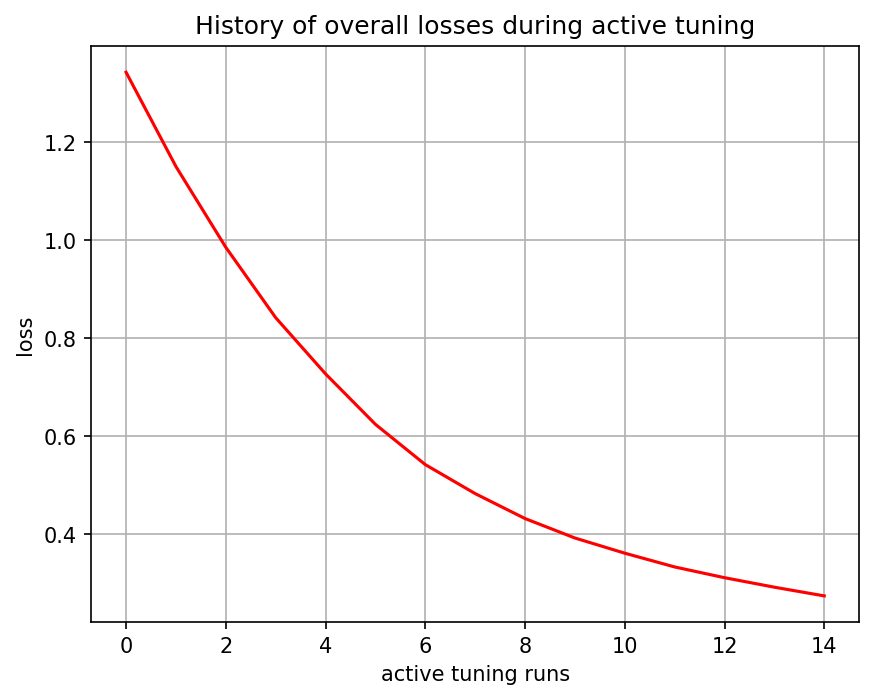 History of overall losses during active tuning
1.2
1.0
0.8
0.6
0.4
loss
0 2 4 6 8 10 12 14
active tuning runs